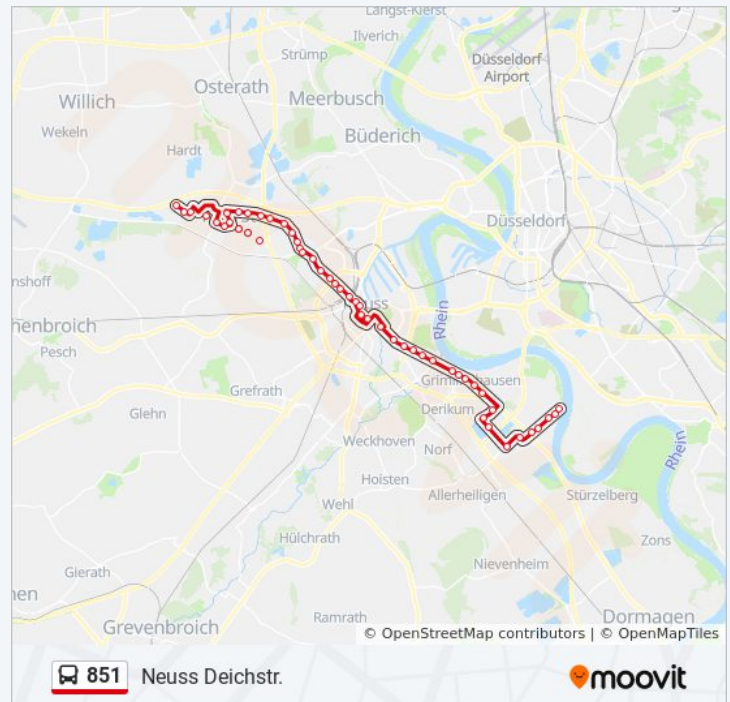 Langst-Kierst
Ilverich
Strümp
Düsseldorf
Airport
Osterath
Willich
Meerbusch
Wekeln
Büderich
Hardt
Düsseldorf
nshoff
henbroich
Pesch
Rhein
Grefrath
Grimlinghausen
Glehn
Derikum
Weckhoven
Norf
Rhein
Hoisten
Allerheiligen
Stürzelberg
Wehl
Zons
Hülchrath
Gierath
Nievenheim
nen
Ramrath
Dormagen
Grevenbroich
© OpenStreetMap contributors | © OpenMapTiles
851 Neuss Deichstr.
moovit